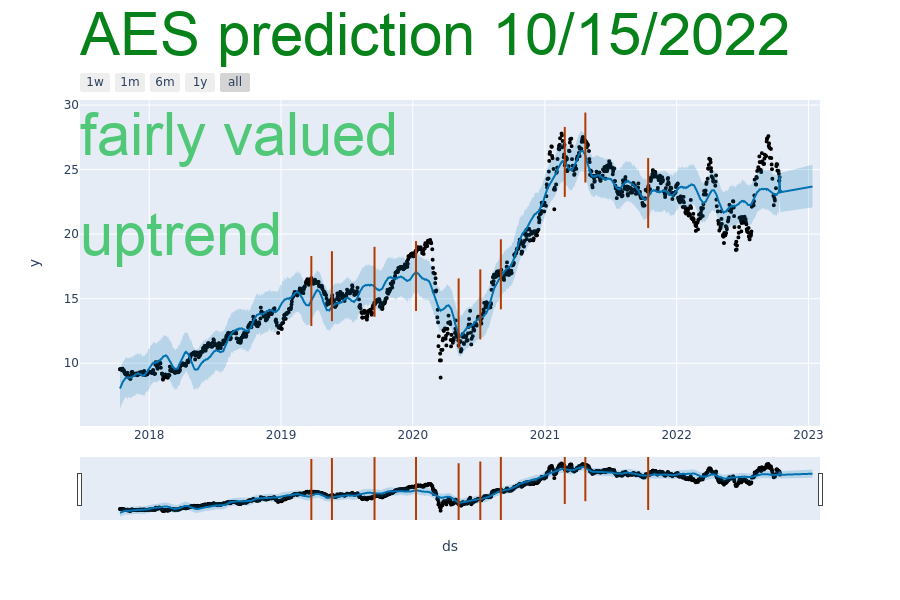 AES prediction 10/15/2022
1w 1m 6m 1y all
30
fairly valued
25
uptrend
20
y
15
10
2018 2019 2020 2021 2022 2023
ds